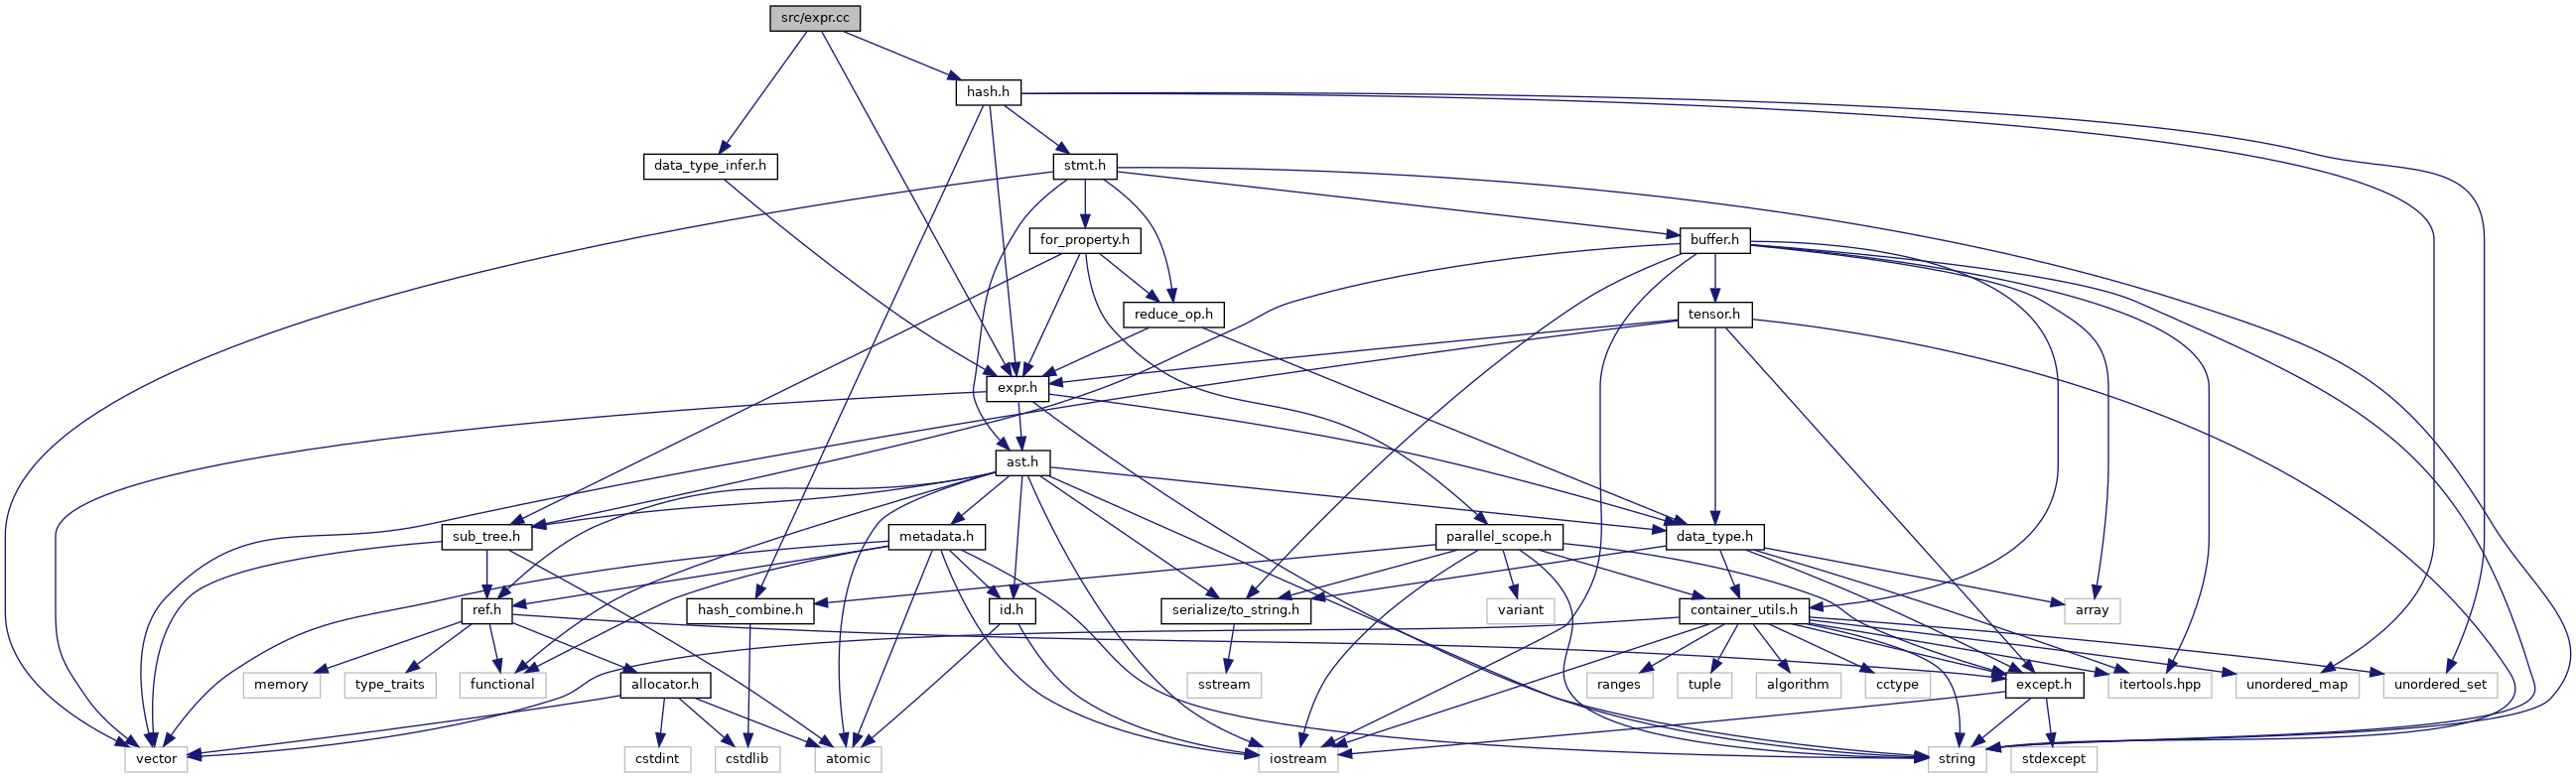 src/expr.cc
hash.h
data_type_infer.h
stmt.h
for_property.h
buffer.h
reduce_op.h
tensor.h
expr.h
ast.h
sub_tree.h
metadata.h
parallel_scope.h
data_type.h
ref.h
hash_combine.h
id.h
serialize/to_string.h
variant
container_utils.h
array
memory
type_traits
functional
allocator.h
sstream
ranges
tuple
algorithm
cctype
except.h
itertools.hpp
unordered_map
unordered_set
vector
cstdint
cstdlib
atomic
iostream
string
stdexcept